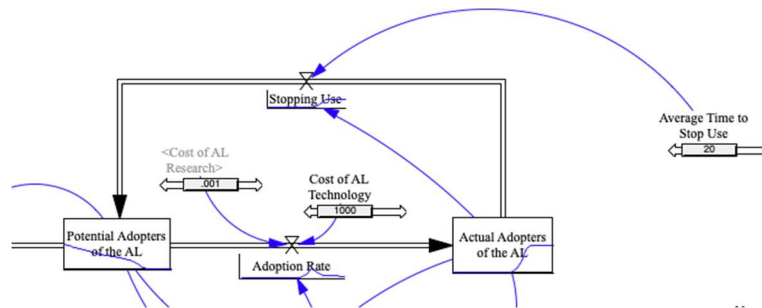 Stopping Use
Average Time to
Stop Use
20
<Cost of AL
Research>
.001
Cost of AL
Technology
1000
Potential Adopters
of the AL
Actual Adopters
of the AL
Adoption Rate